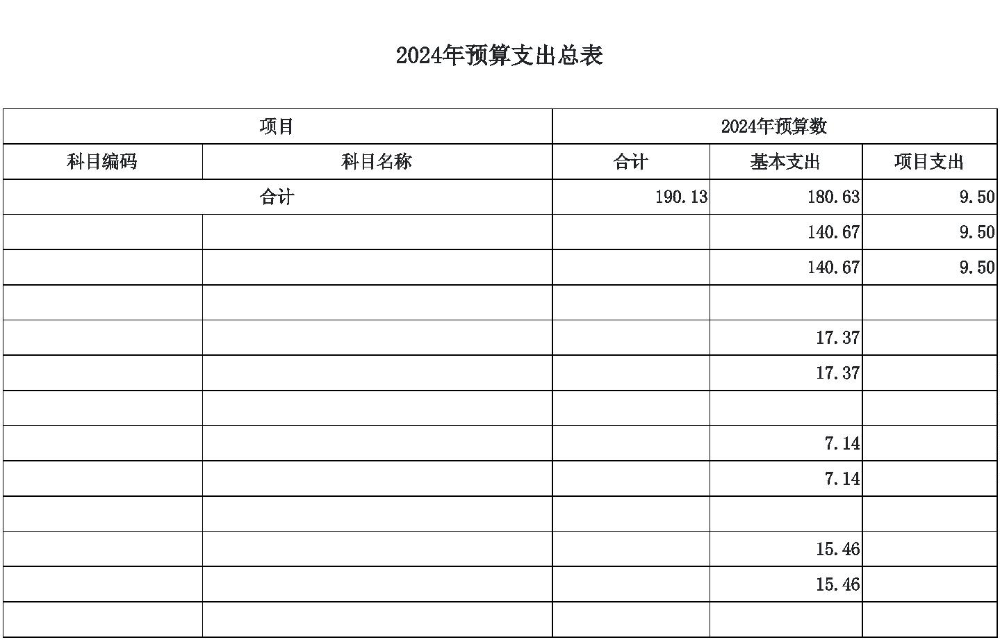 2024年预算支出总表
项目 2024年预算数
科目编码 科目名称 合计 基本支出 项目支出
合计 190.13 180.63 9.50
140.67 9.50
140.67 9.50
17.37
17.37
7.14
7.14
15.46
15.46